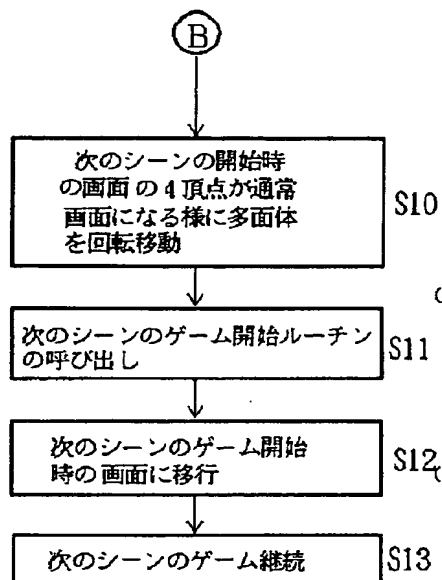 B
次のシーンの開始時
の画面の4頂点が通常
画面になる様に多面体
を回転移動
S10
次のシーンのゲーム開始ルーチン
の呼び出し
S11
次のシーンのゲーム開始
時の画面に移行
S12
次のシーンのゲーム継続
S13